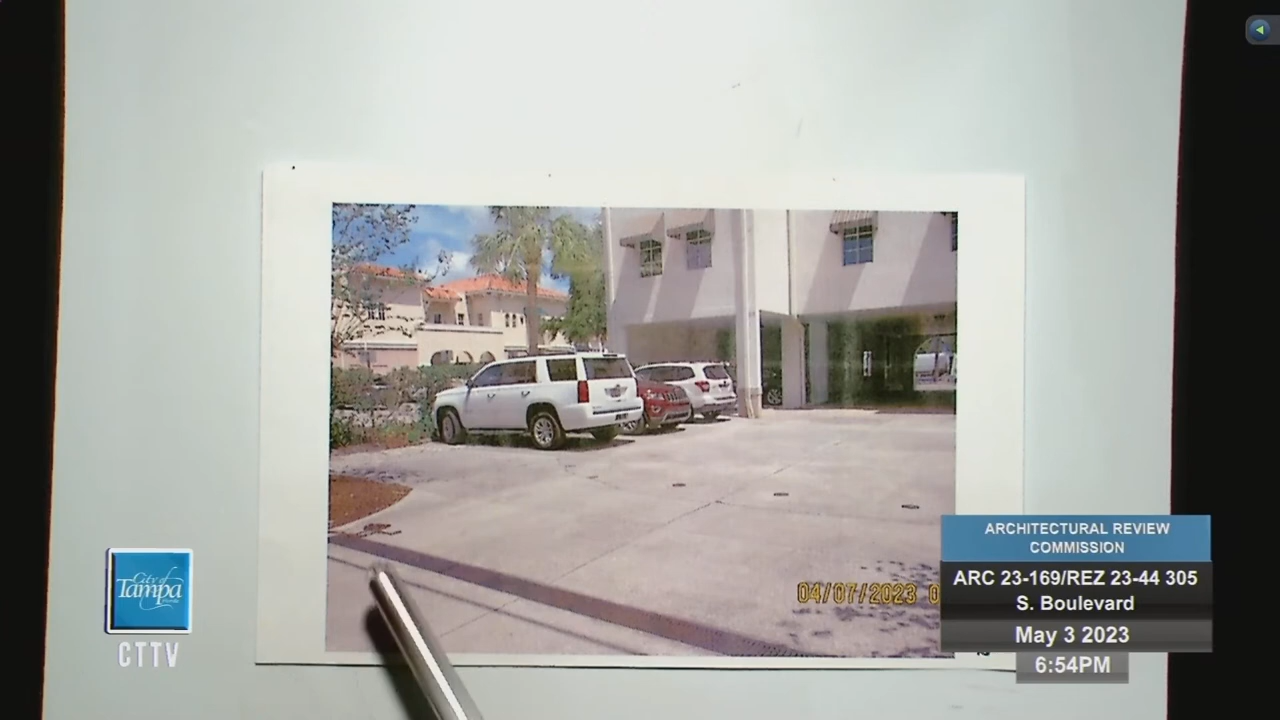 04/07/2023
City of
Tampa
CTTV
ARCHITECTURAL REVIEW
COMMISSION
ARC 23-169/REZ 23-44 305
S. Boulevard
May 3 2023
6:54PM